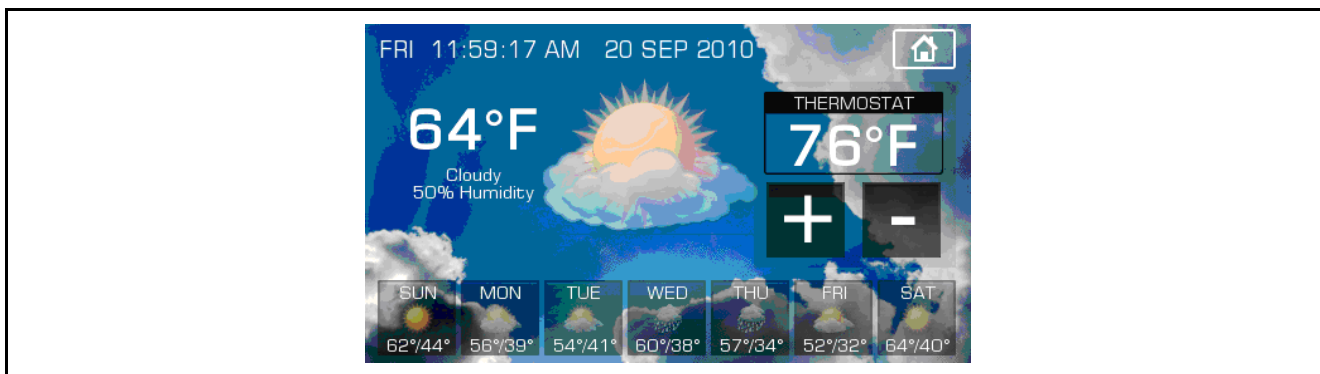 FRI 11:59:17 AM 20 SEP 2010
64°F
Cloudy
50% Humidity
THERMOSTAT
76°F
+ -
SUN MON TUE WED THU FRI SAT
62°/44° 56°/39° 54°/41° 60°/38° 57°/34° 52°/32° 64°/40°